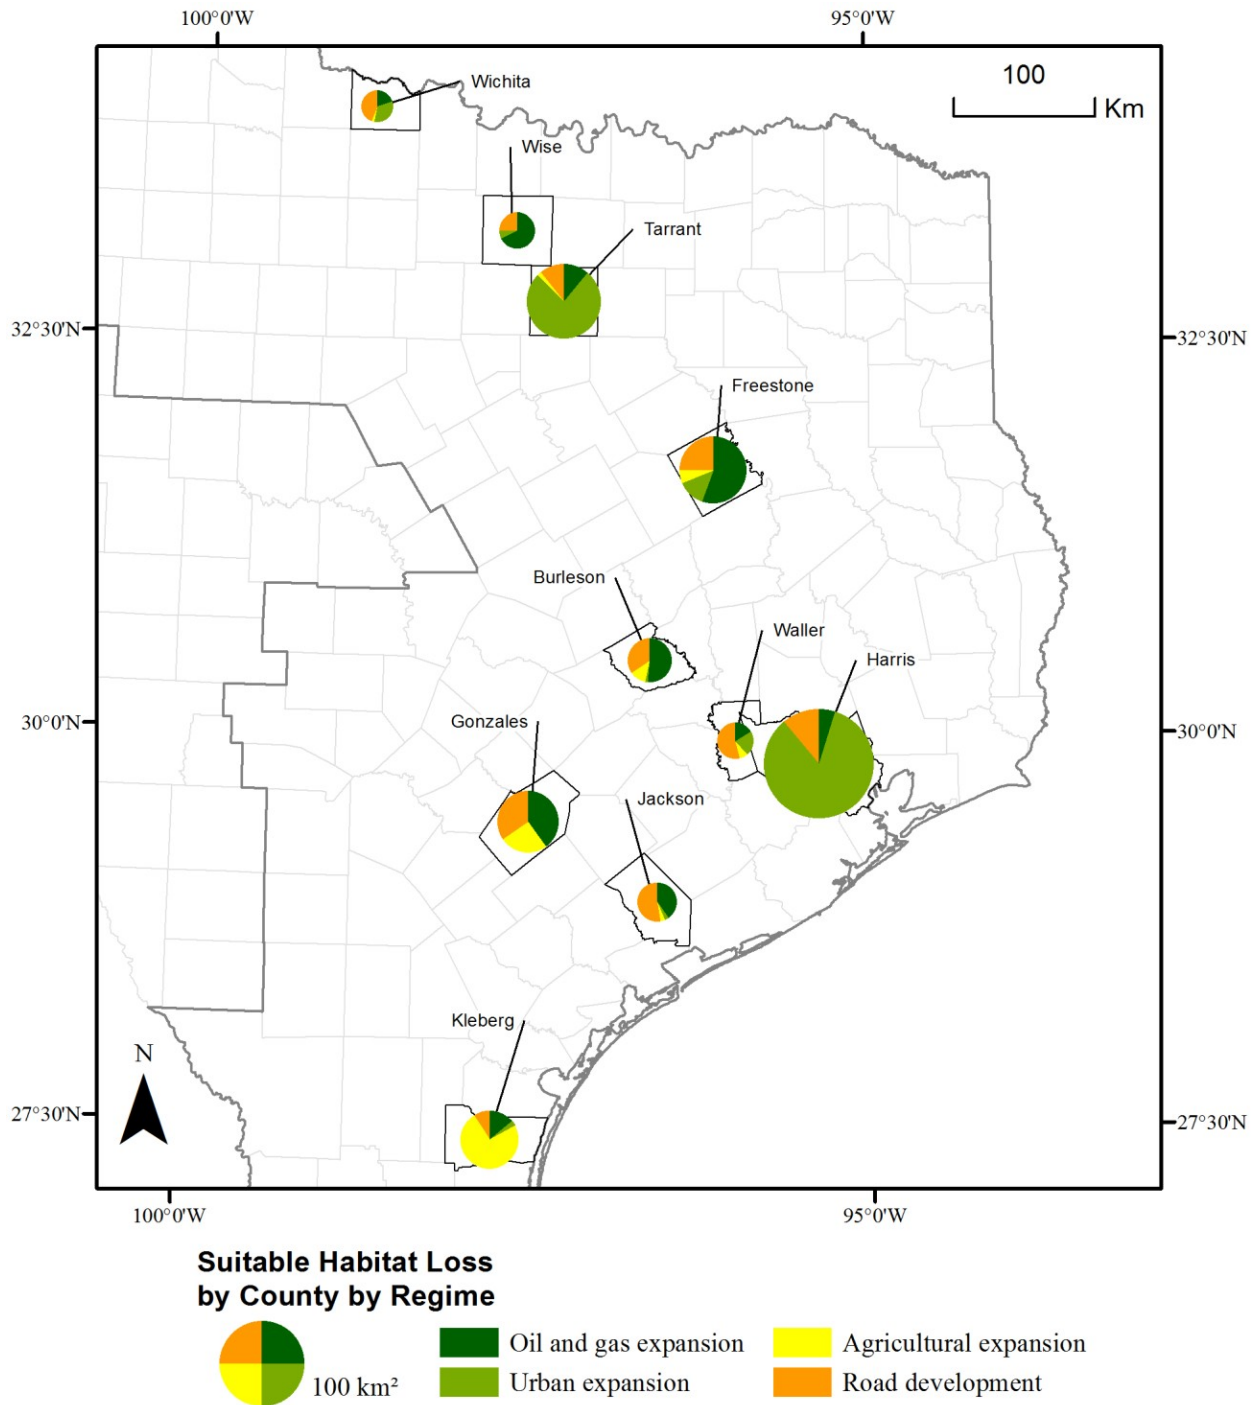 100°0'W
95°0'W
100
Km
Wichita
Wise
Tarrant
32°30'N
32°30'N
Freestone
Burleson
Waller
Harris
Gonzales
30°0'N
30°0'N
Jackson
Kleberg
N
27°30'N
27°30'N
100°0'W
95°0'W
Suitable Habitat Loss
by County by Regime
100 km²
Oil and gas expansion
Agricultural expansion
Urban expansion
Road development